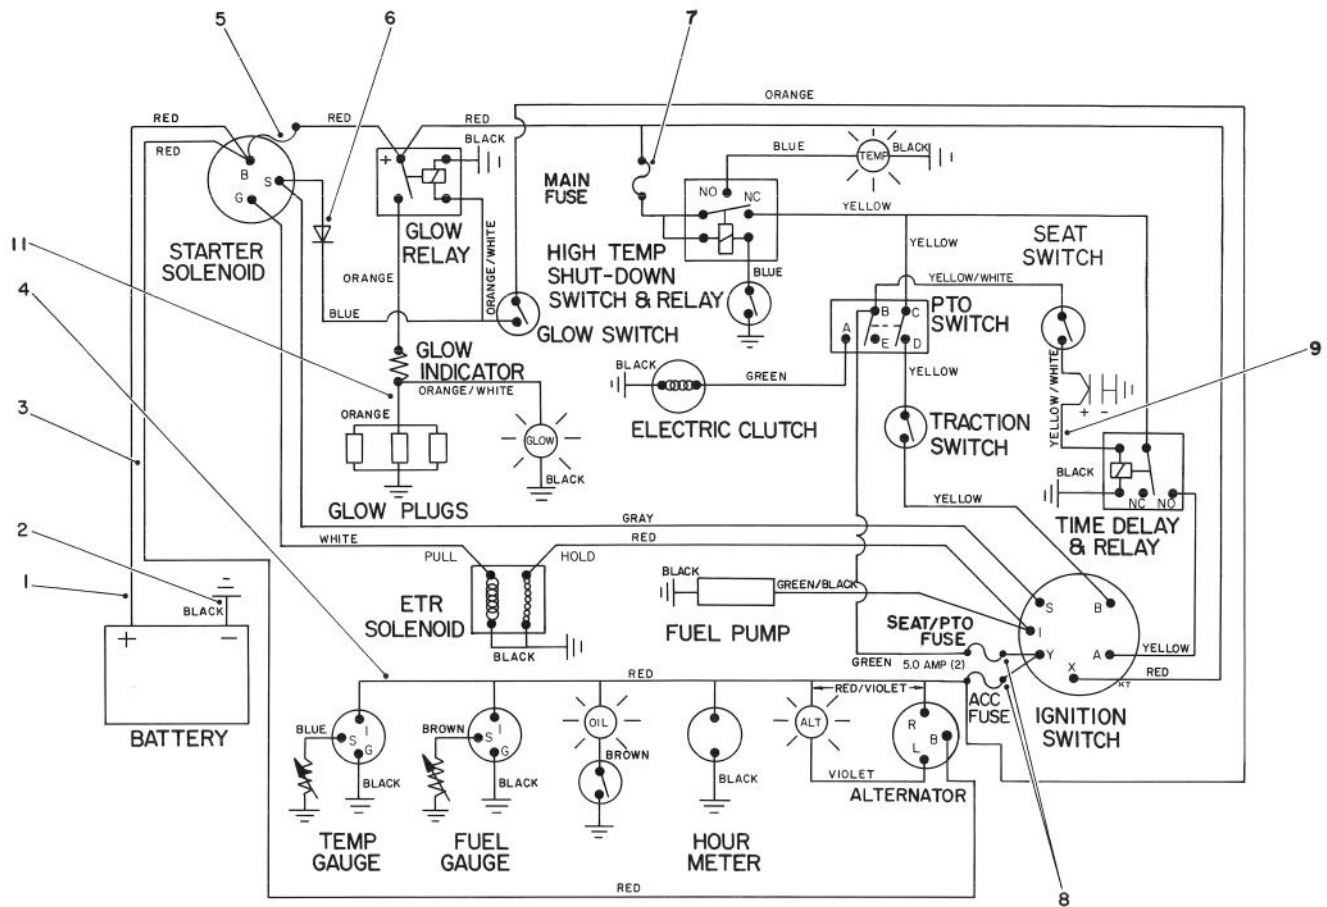 5
6
7
ORANGE
RED
RED
RED
RED
BLACK
BLUE
TEMP
BLACK
MAIN
FUSE
NO
NC
YELLOW
B
S
G
+
STARTER
SOLENOID
GLOW
RELAY
ORANGE
ORANGE/WHITE
BLUE
HIGH TEMP
SHUT-DOWN
SWITCH & RELAY
BLUE
YELLOW
YELLOW/WHITE
SEAT
SWITCH
11
4
GLOW SWITCH
A
B
C
E
D
PTO
SWITCH
GLOW
INDICATOR
ORANGE/WHITE
BLACK
GREEN
YELLOW
YELLOW/WHITE
+
-
9
3
ORANGE
GLOW
BLACK
GLOW PLUGS
ELECTRIC CLUTCH
TRACTION
SWITCH
BLACK
NC
NO
YELLOW
TIME DELAY
& RELAY
2
1
GRAY
WHITE
RED
PULL
HOLD
BLACK
ETR
SOLENOID
BLACK
BLACK
GREEN/BLACK
FUEL PUMP
SEAT/PTO
FUSE
GREEN
5.0 AMP (2)
S
B
I
Y
A
X
KT
YELLOW
RED
+
-
BATTERY
RED
RED/VIOLET
ACC
FUSE
IGNITION
SWITCH
BLUE
S
I
G
BLACK
BROWN
S
I
G
BLACK
OIL
BROWN
BLACK
ALT
R
B
L
VIOLET
ALTERNATOR
TEMP
GAUGE
FUEL
GAUGE
HOUR
METER
RED
8